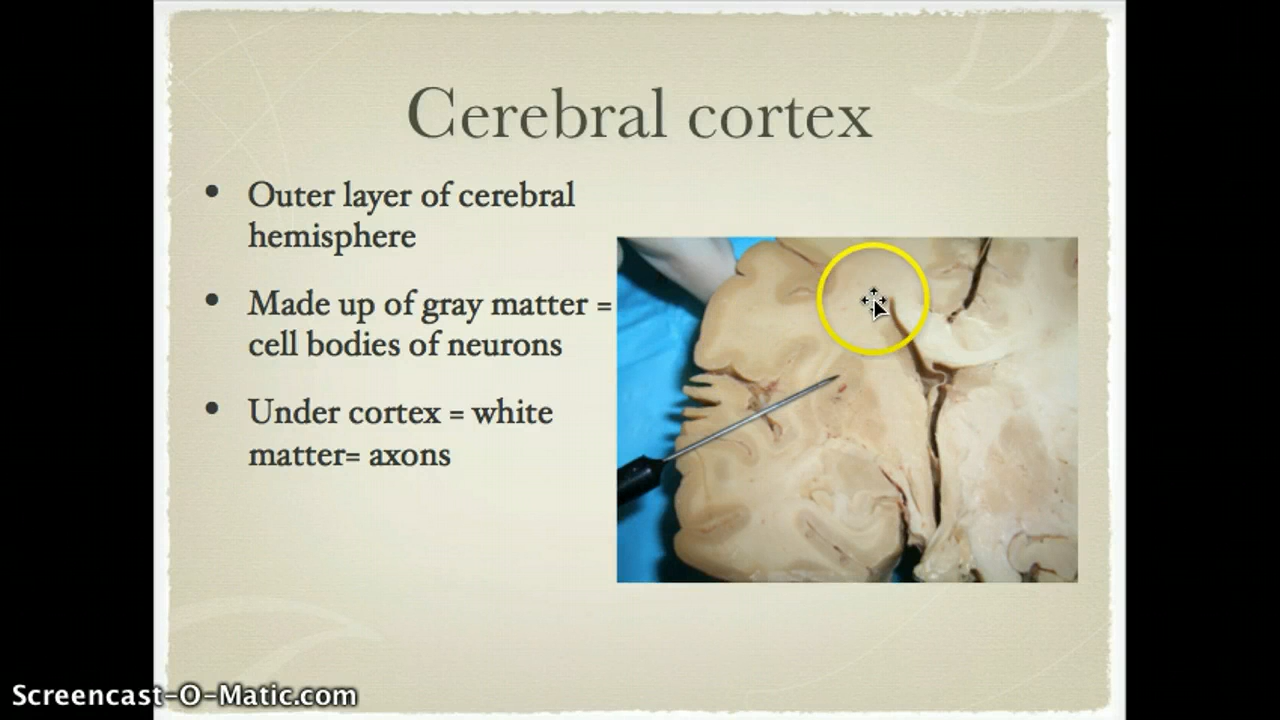 Cerebral cortex
• Outer layer of cerebral
hemisphere
• Made up of gray matter =
cell bodies of neurons
• Under cortex = white
matter= axons
Screencast-O-Matic.com